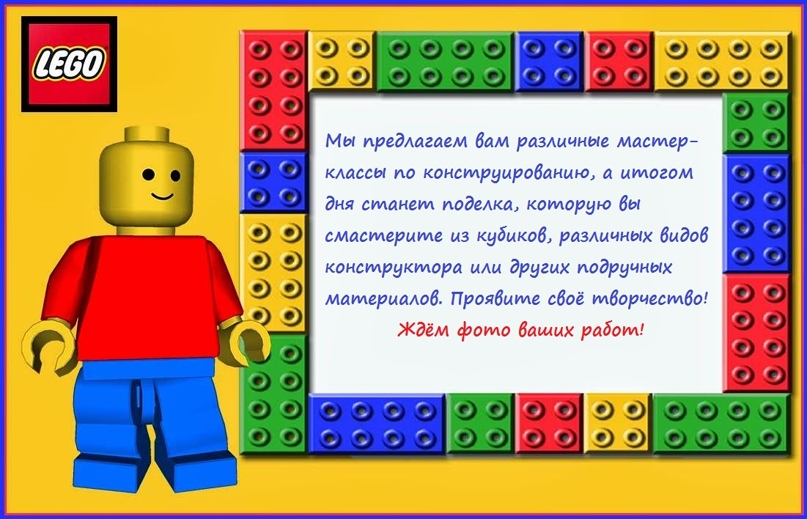 LEGO
Мы предлагаем вам различные мастер-
классы по конструированию, а итогом
дня станет поделка, которую вы
смастерите из кубиков, различных видов
конструктора или других подручных
материалов. Проявите своё творчество!
Ждём фото ваших работ!